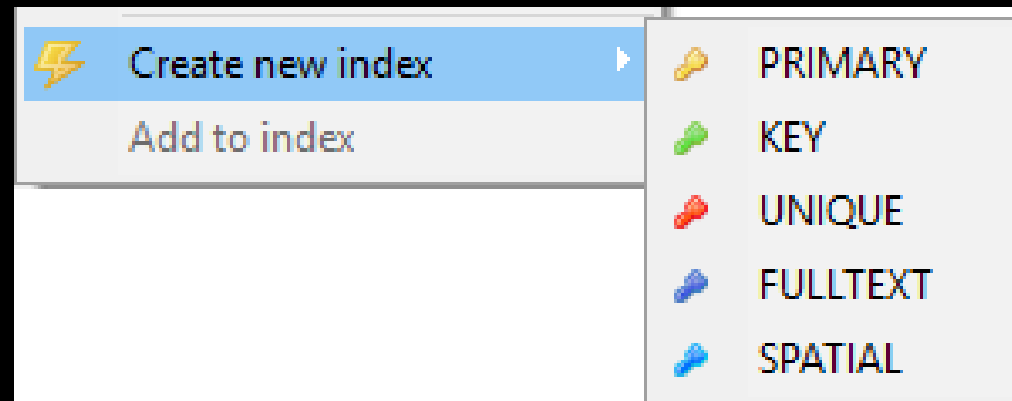 Create new index
Add to index
PRIMARY
KEY
UNIQUE
FULLTEXT
SPATIAL